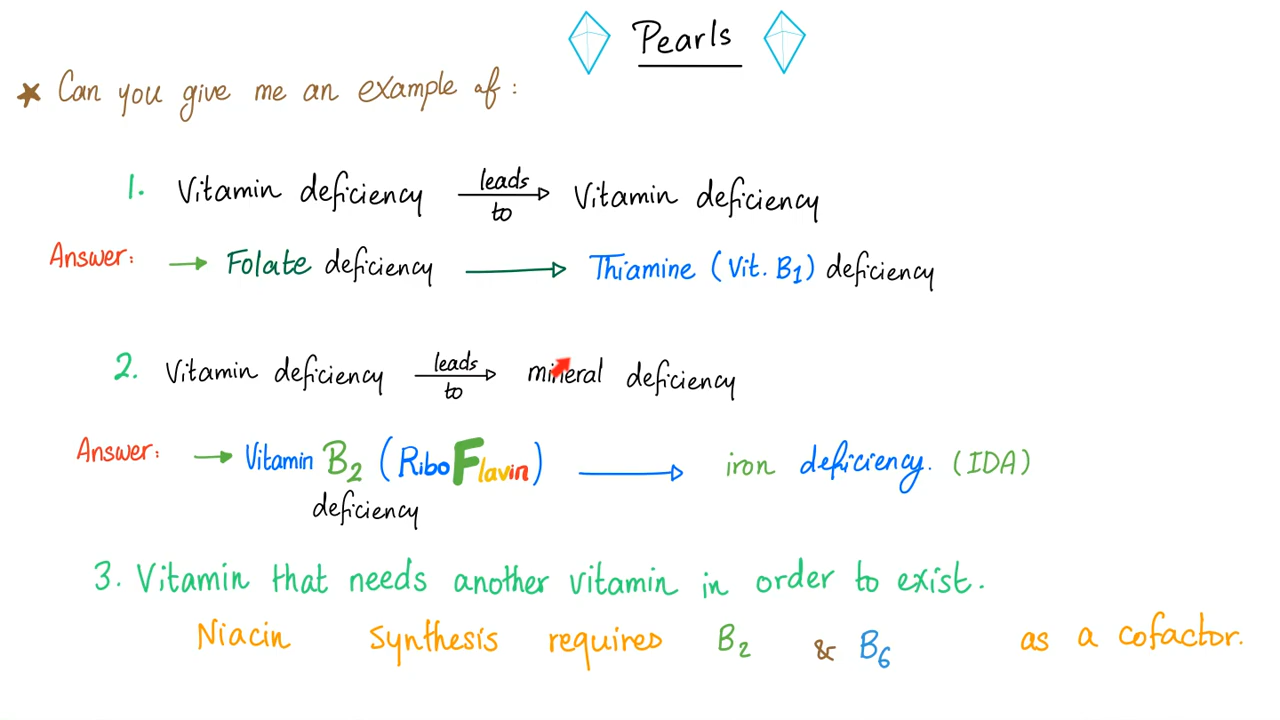 Pearls
★ Can you give me an example of:
1. Vitamin deficiency leads to → Vitamin deficiency
Answer: → Folate deficiency → Thiamine (Vit. B1) deficiency
2. Vitamin deficiency leads to → mineral deficiency
Answer: → Vitamin B2 (RiboFlavin) deficiency → iron deficiency. (IDA)
3. Vitamin that needs another vitamin in order to exist.
Niacin synthesis requires B2 & B6 as a cofactor.